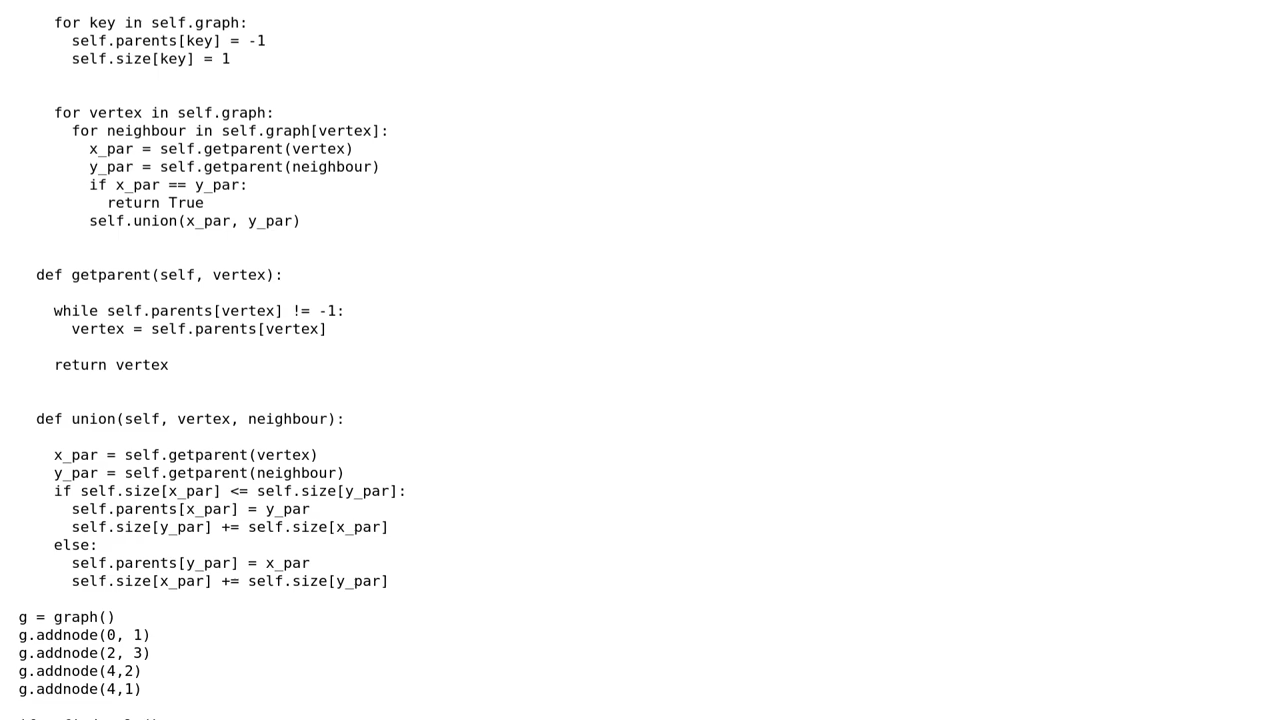 for key in self.graph:
self.parents[key] = -1
self.size[key] = 1
for vertex in self.graph:
for neighbour in self.graph[vertex]:
x_par = self.getparent(vertex)
y_par = self.getparent(neighbour)
if x_par == y_par:
return True
self.union(x_par, y_par)
def getparent(self, vertex):
while self.parents[vertex] != -1:
vertex = self.parents[vertex]
return vertex
def union(self, vertex, neighbour):
x_par = self.getparent(vertex)
y_par = self.getparent(neighbour)
if self.size[x_par] <= self.size[y_par]:
self.parents[x_par] = y_par
self.size[y_par] += self.size[x_par]
else:
self.parents[y_par] = x_par
self.size[x_par] += self.size[y_par]
g = graph()
g.addnode(0, 1)
g.addnode(2, 3)
g.addnode(4,2)
g.addnode(4,1)